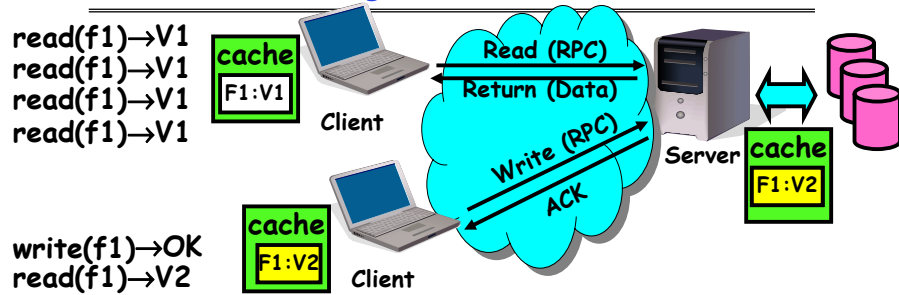 read(f1)→V1
read(f1)→V1
read(f1)→V1
read(f1)→V1
cache
F1:V1
Client
Read (RPC)
Return (Data)
Server
cache
F1:V2
Write (RPC)
ACK
write(f1)→OK
read(f1)→V2
cache
F1:V2
Client